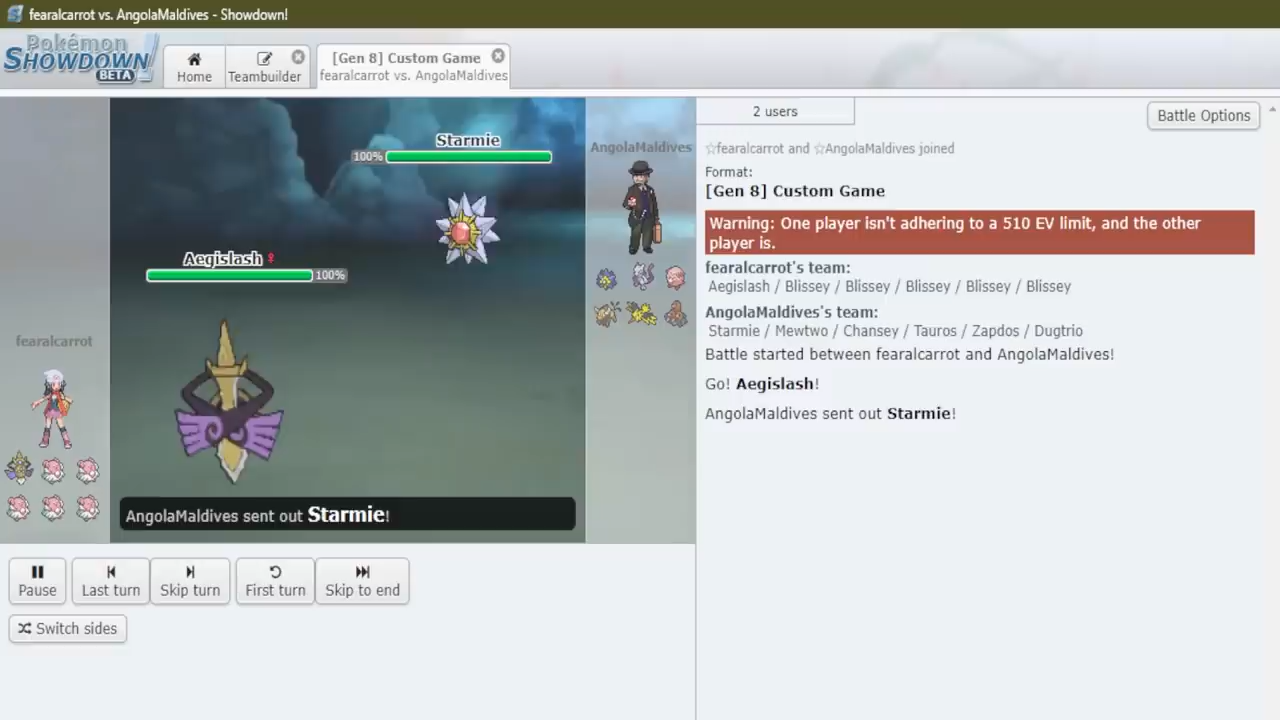 fearalcarrot vs. AngolaMaldives - Showdown!
Pokémon
SHOWDOWN!
BETA
Home
Teambuilder
[Gen 8] Custom Game
fearalcarrot vs. AngolaMaldives
Starmie
100%
Aegislash
100%
fearalcarrot
AngolaMaldives
AngolaMaldives sent out Starmie!
Pause
Last turn
Skip turn
First turn
Skip to end
Switch sides
2 users
Battle Options
☆fearalcarrot and ☆AngolaMaldives joined
Format:
[Gen 8] Custom Game
Warning: One player isn't adhering to a 510 EV limit, and the other
player is.
fearalcarrot's team:
Aegislash / Blissey / Blissey / Blissey / Blissey / Blissey
AngolaMaldives's team:
Starmie / Mewtwo / Chansey / Tauros / Zapdos / Dugtrio
Battle started between fearalcarrot and AngolaMaldives!
Go! Aegislash!
AngolaMaldives sent out Starmie!